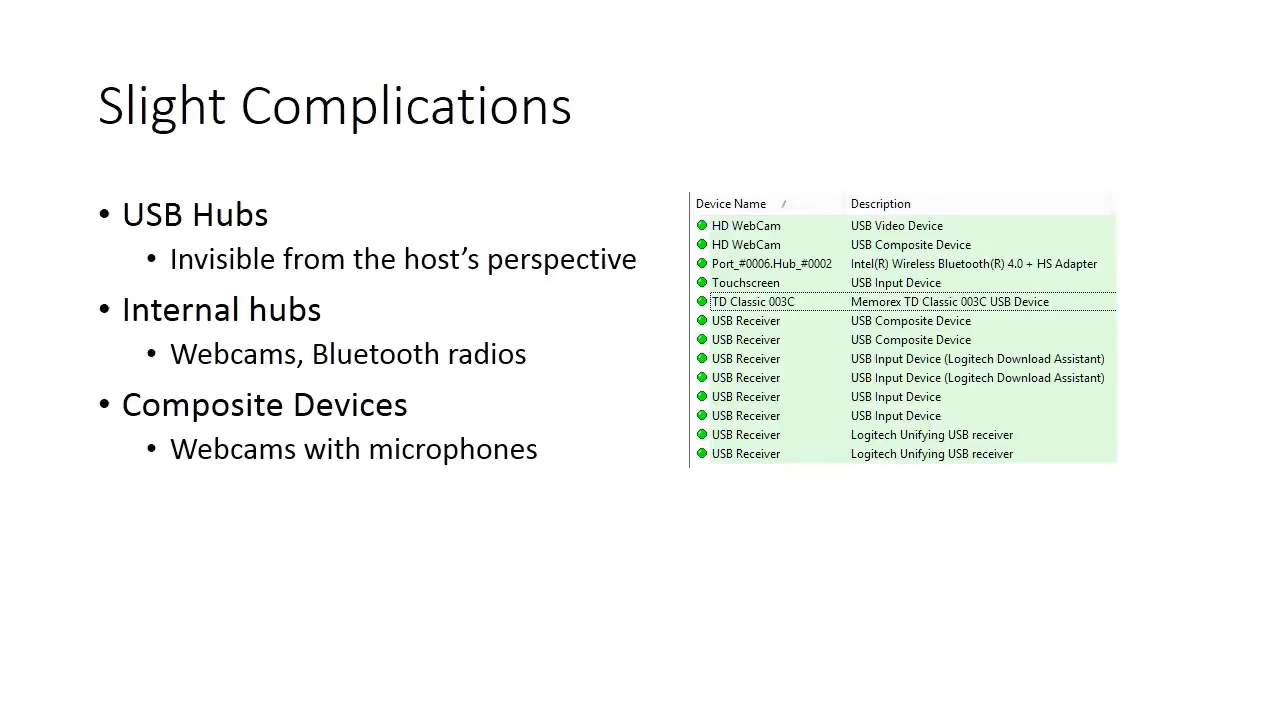 Slight Complications
• USB Hubs
• Invisible from the host's perspective
• Internal hubs
• Webcams, Bluetooth radios
• Composite Devices
• Webcams with microphones
Device Name / Description
HD WebCam USB Video Device
HD WebCam USB Composite Device
Port_#0006.Hub_#0002 Intel(R) Wireless Bluetooth(R) 4.0 + HS Adapter
Touchscreen USB Input Device
TD Classic 003C Memorex TD Classic 003C USB Device
USB Receiver USB Composite Device
USB Receiver USB Composite Device
USB Receiver USB Input Device (Logitech Download Assistant)
USB Receiver USB Input Device (Logitech Download Assistant)
USB Receiver USB Input Device
USB Receiver USB Input Device
USB Receiver Logitech Unifying USB receiver
USB Receiver Logitech Unifying USB receiver